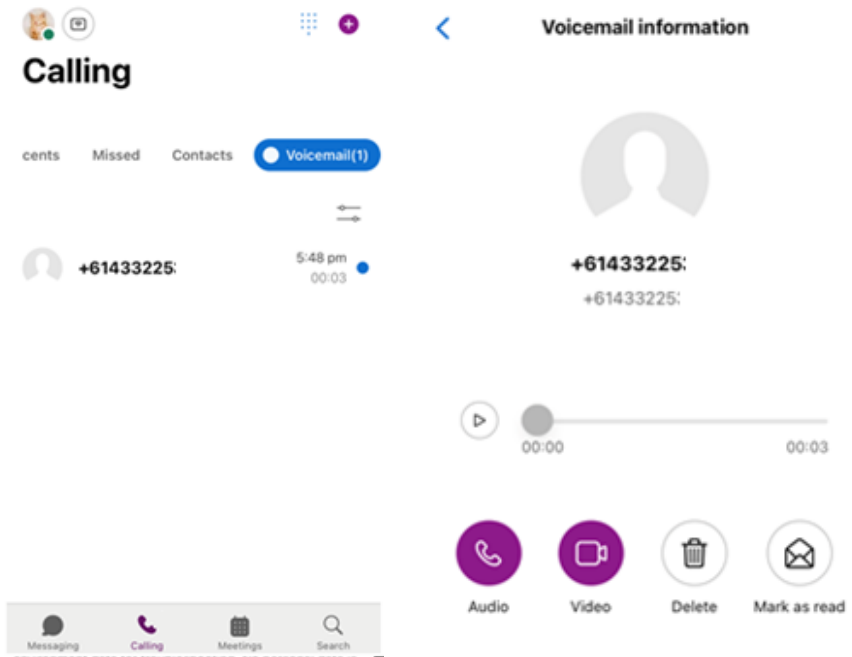 Calling
cents Missed Contacts Voicemail(1)
+61433225
5:48 pm
00:03
Messaging Calling Meetings Search
Voicemail information
+61433225
+61433225
00:00 00:03
Audio Video Delete Mark as read